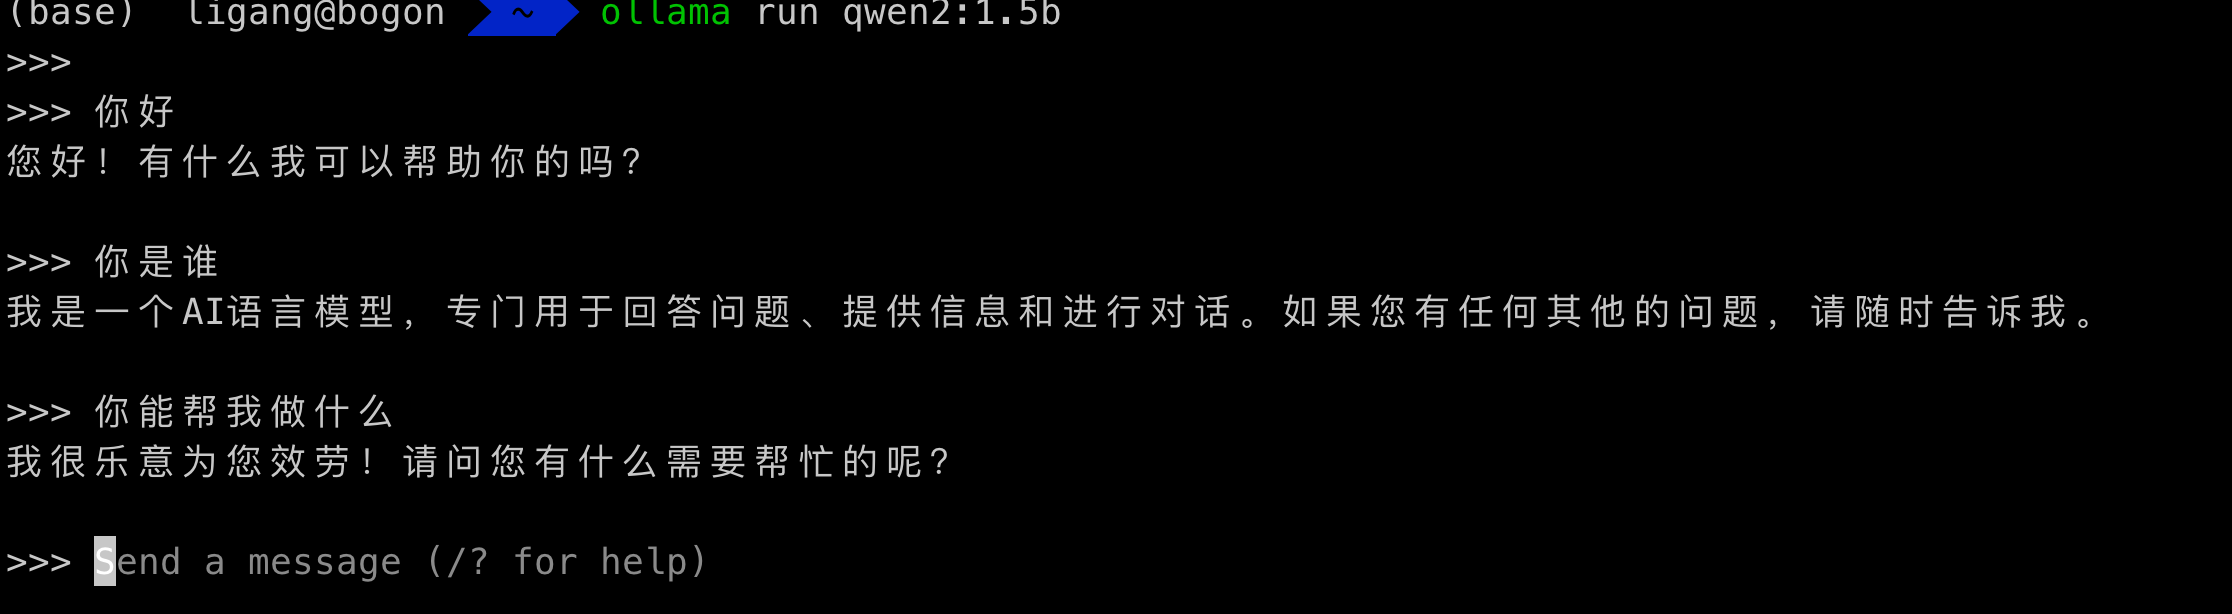 (base) ligang@bogon ~ ollama run qwen2:1.5b
>>>
>>> 你好
您好！有什么我可以帮助你的吗？
>>> 你是谁
我是一个AI语言模型，专门用于回答问题、提供信息和进行对话。如果您有任何其他的问题，请随时告诉我。
>>> 你能帮我做什么
我很乐意为您效劳！请问您有什么需要帮忙的呢？
>>> Send a message (/? for help)